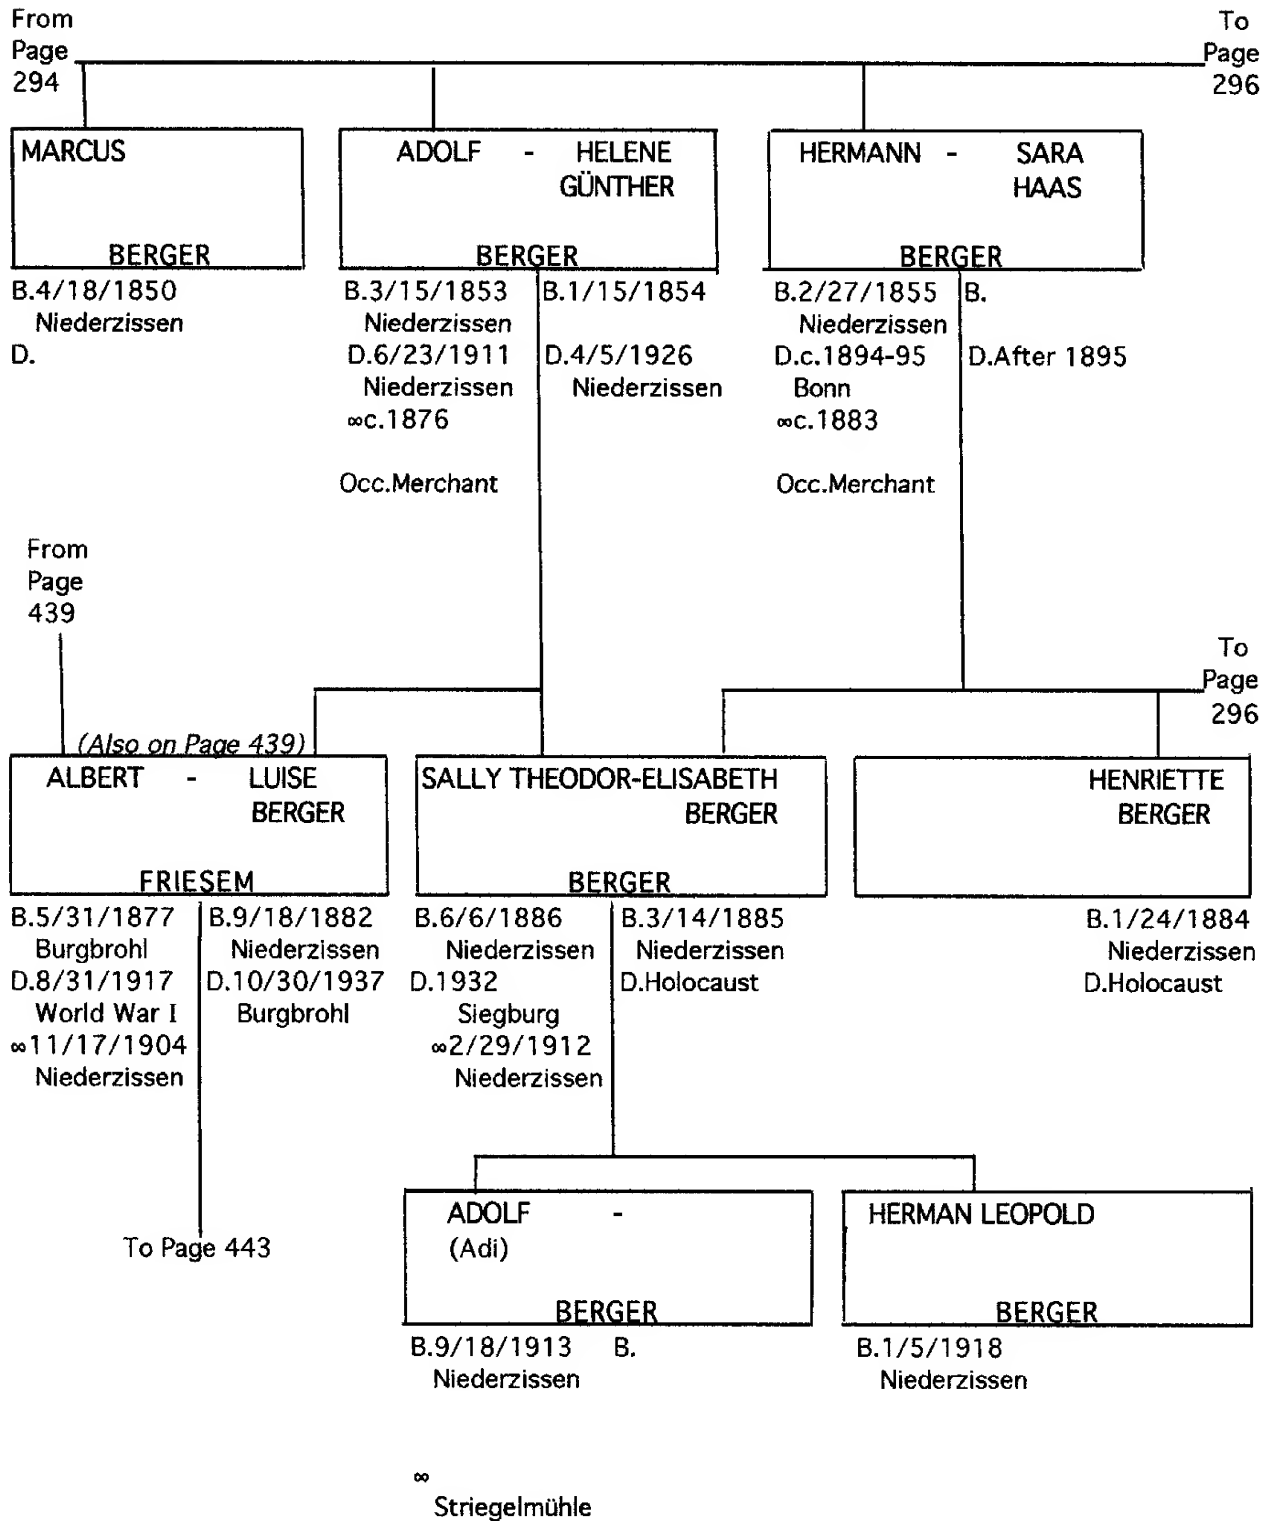 From
Page
294
To
Page
296
MARCUS
BERGER
B.4/18/1850
Niederzissen
D.
ADOLF - HELENE
GÜNTHER
BERGER
B.3/15/1853 B.1/15/1854
Niederzissen
D.6/23/1911 D.4/5/1926
Niederzissen Niederzissen
∞c.1876
Occ.Merchant
HERMANN - SARA
HAAS
BERGER
B.2/27/1855 B.
Niederzissen
D.c.1894-95 D.After 1895
Bonn
∞c.1883
Occ.Merchant
From
Page
439
To
Page
296
(Also on Page 439)
ALBERT - LUISE
BERGER
FRIESEM
B.5/31/1877 B.9/18/1882
Burgbrohl Niederzissen
D.8/31/1917 D.10/30/1937
World War I Burgbrohl
∞11/17/1904
Niederzissen
To Page 443
SALLY THEODOR-ELISABETH
BERGER
BERGER
B.6/6/1886 B.3/14/1885
Niederzissen Niederzissen
D.1932 D.Holocaust
Siegburg
∞2/29/1912
Niederzissen
HENRIETTE
BERGER
B.1/24/1884
Niederzissen
D.Holocaust
ADOLF -
(Adi)
BERGER
B.9/18/1913 B.
Niederzissen
∞
Striegelmühle
HERMAN LEOPOLD
BERGER
B.1/5/1918
Niederzissen